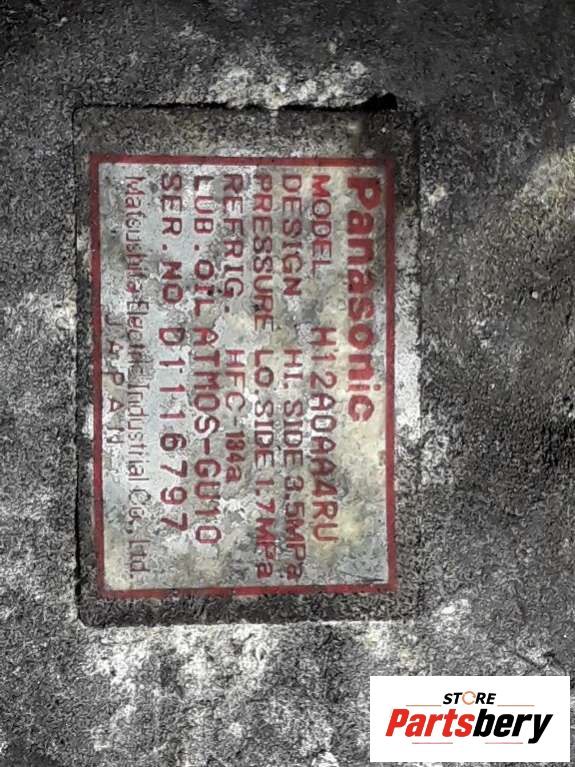 Panasonic
MODEL H12A0AA4RU
DESIGN HI. SIDE 3.5MPa
PRESSURE LO SIDE 1.7MPa
REFRIG. HFC-134a
LUB. OIL ATMOS-GU10
SER. NO D1116797
Matsushita Electric Industrial Co., Ltd.
JAPAN
STORE
Partsbery